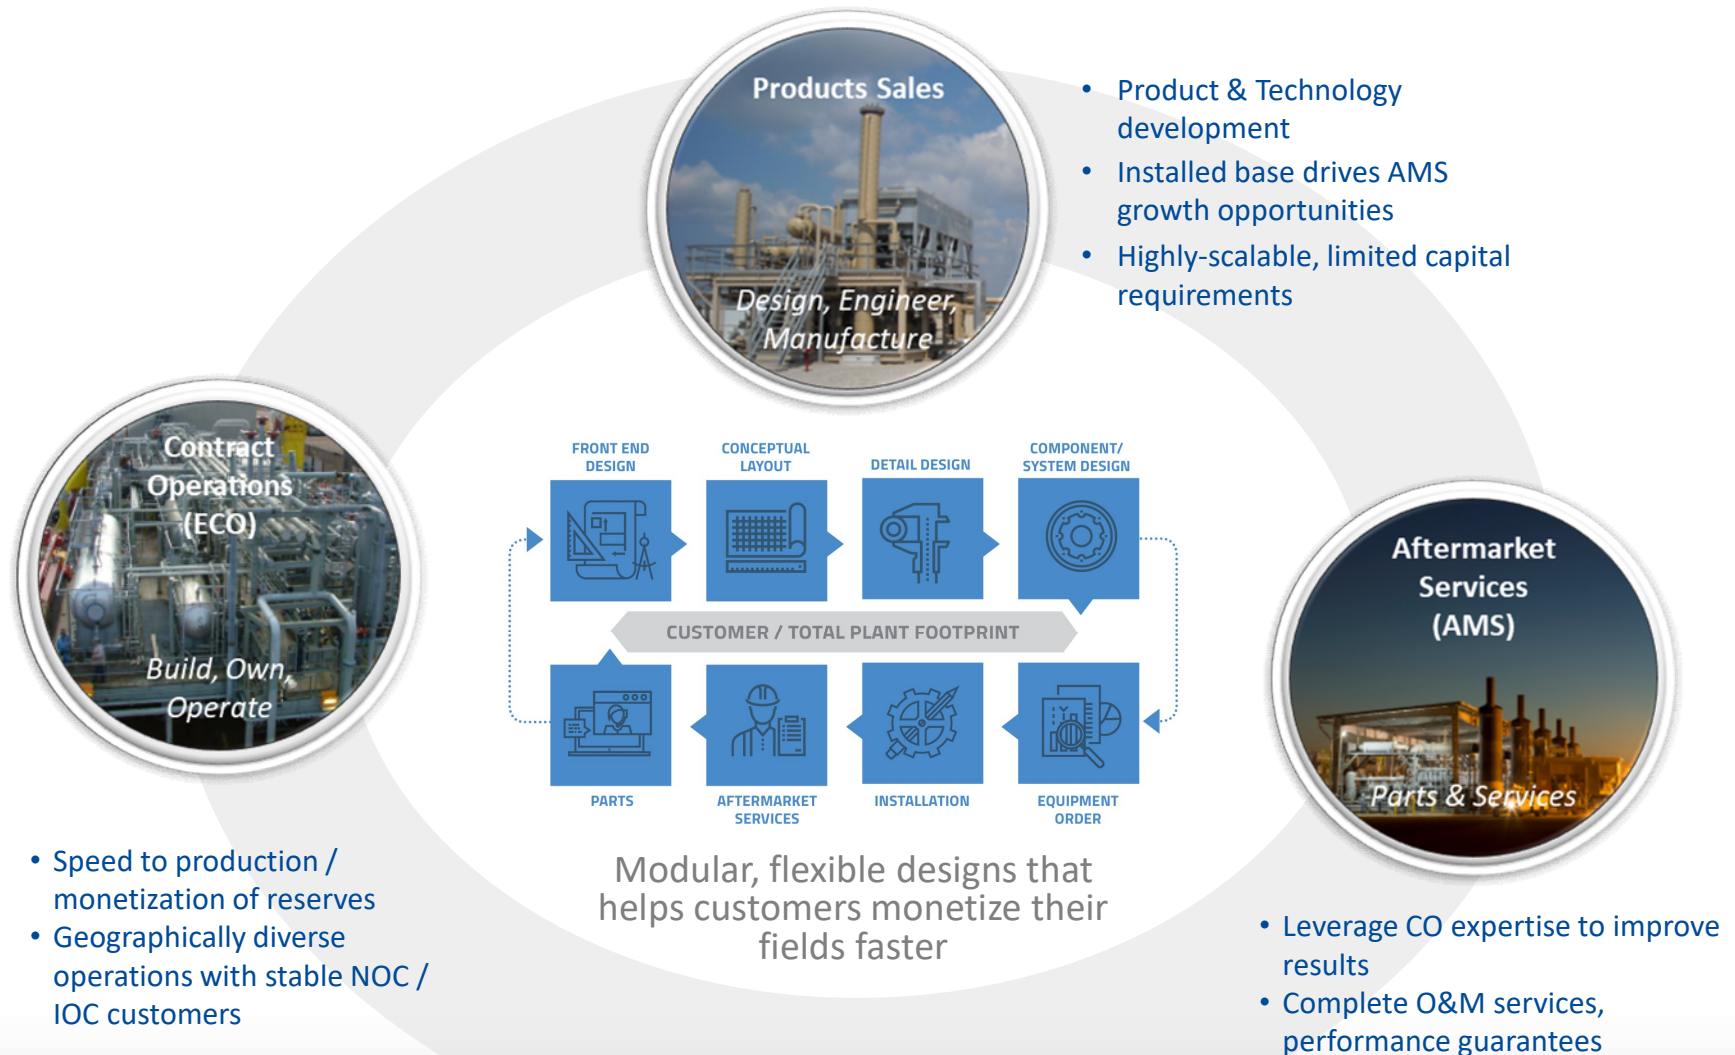 Products Sales
Design, Engineer,
Manufacture
• Product & Technology
development
• Installed base drives AMS
growth opportunities
• Highly-scalable, limited capital
requirements
Contract
Operations
(ECO)
Build, Own,
Operate
• Speed to production /
monetization of reserves
• Geographically diverse
operations with stable NOC /
IOC customers
FRONT END
DESIGN
CONCEPTUAL
LAYOUT
DETAIL DESIGN
COMPONENT/
SYSTEM DESIGN
CUSTOMER / TOTAL PLANT FOOTPRINT
PARTS
AFTERMARKET
SERVICES
INSTALLATION
EQUIPMENT
ORDER
Modular, flexible designs that
helps customers monetize their
fields faster
Aftermarket
Services
(AMS)
Parts & Services
• Leverage CO expertise to improve
results
• Complete O&M services,
performance guarantees